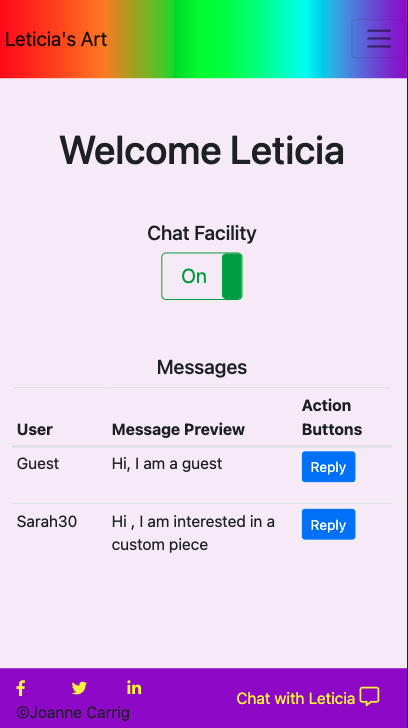 Leticia's Art
Welcome Leticia
Chat Facility
On
Messages
User Message Preview Action Buttons
Guest Hi, I am a guest Reply
Sarah30 Hi , I am interested in a custom piece Reply
Chat with Leticia
©Joanne Carrig